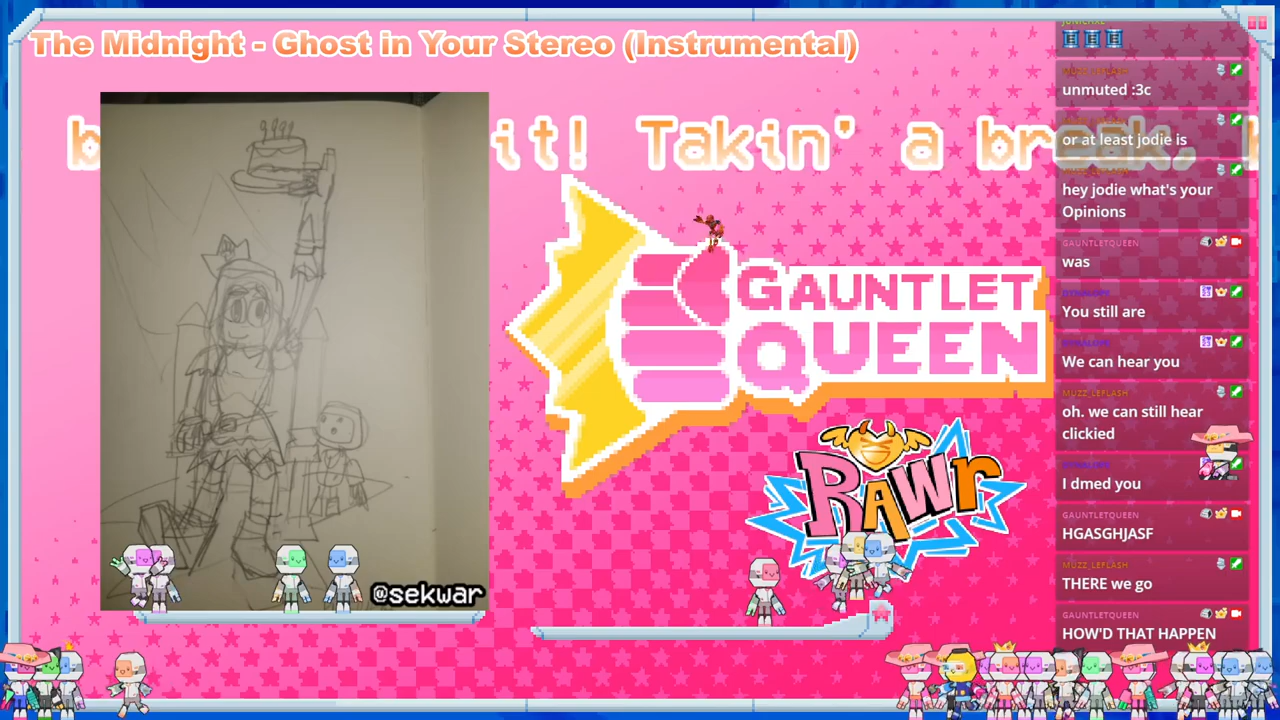 The Midnight - Ghost in Your Stereo (Instrumental)
it! Takin' a break,
GAUNTLET
QUEEN
RAWr
@sekwar
unmuted :3c
or at least jodie is
hey jodie what's your
Opinions
GAUNTLETQUEEN
was
You still are
We can hear you
MUZZ_LEFLASH
oh. we can still hear
clickied
I dmed you
GAUNTLETQUEEN
HGASGHJASF
MUZZ_LEFLASH
THERE we go
GAUNTLETQUEEN
HOW'D THAT HAPPEN